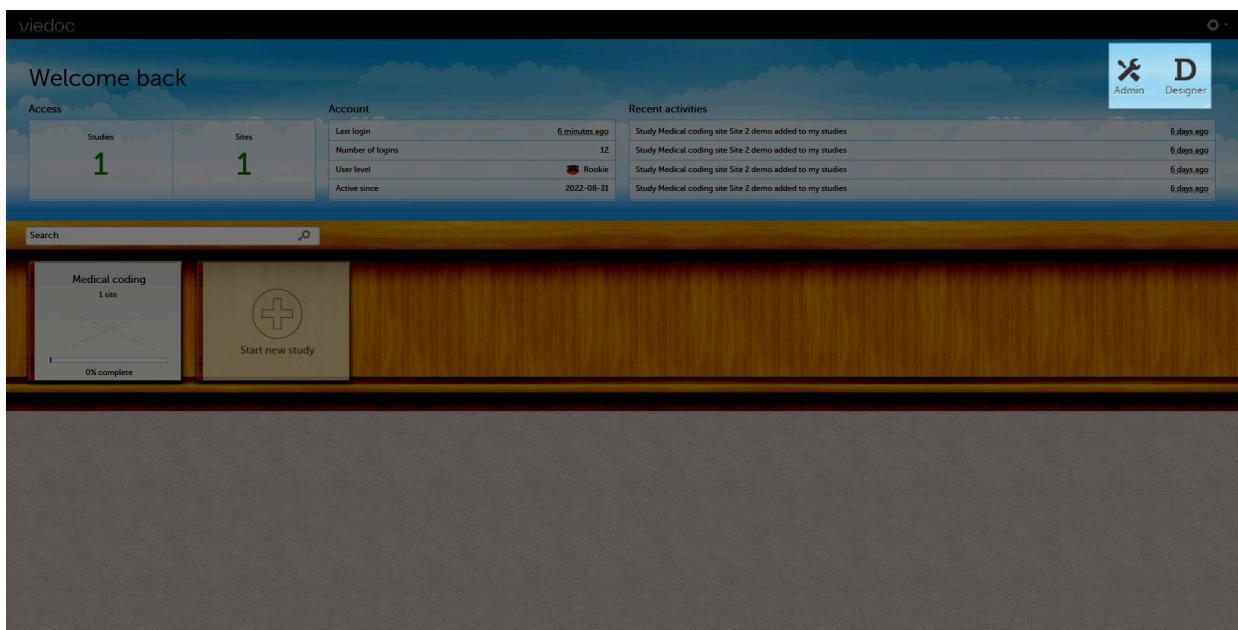 viedoc
Welcome back
Admin
D
Designer
Access
Studies
1
Sites
1
Account
Last login 6 minutes ago
Number of logins 12
User level Rookie
Active since 2022-08-31
Recent activities
Study Medical coding site Site 2 demo added to my studies 6 days ago
Study Medical coding site Site 2 demo added to my studies 6 days ago
Study Medical coding site Site 2 demo added to my studies 6 days ago
Study Medical coding site Site 2 demo added to my studies 6 days ago
Search
Medical coding
1 site
0% complete
Start new study